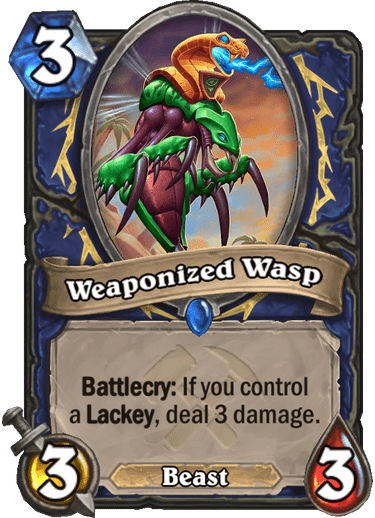 3
Weaponized Wasp
Battlecry: If you control
a Lackey, deal 3 damage.
3
Beast
3